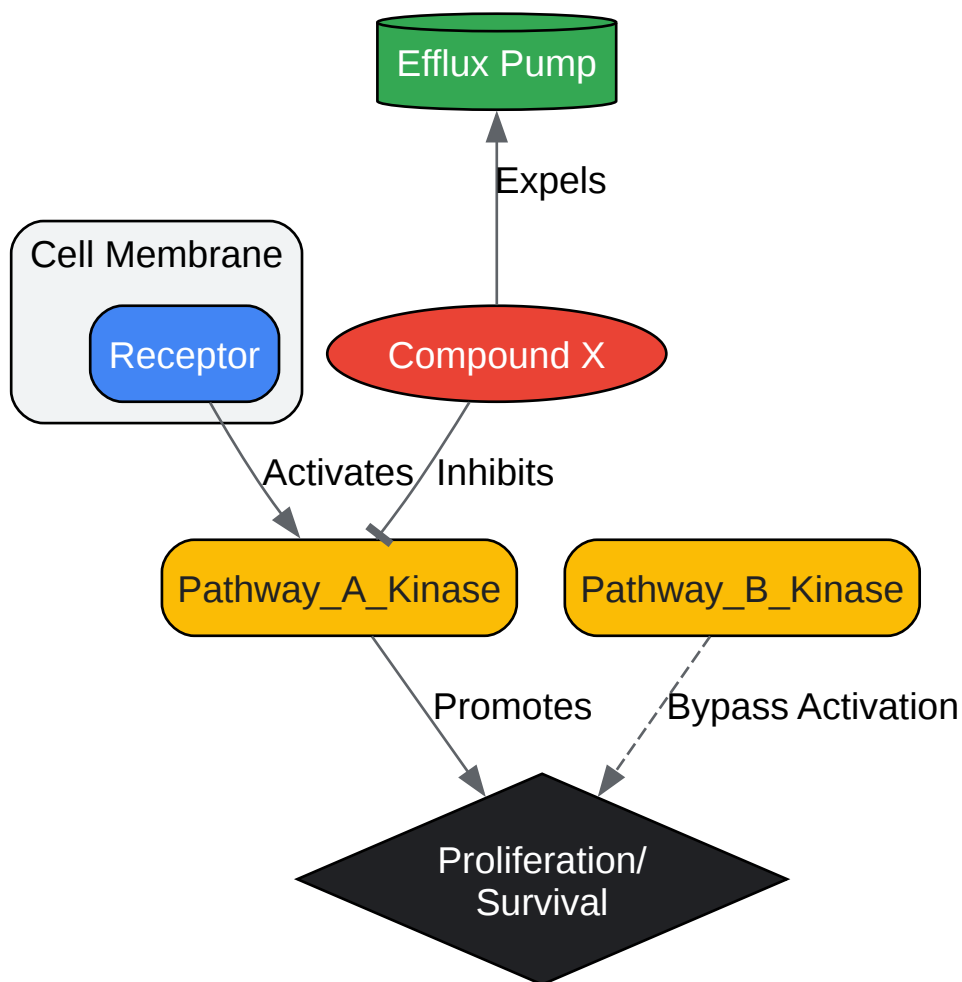 Efflux Pump
Expels
Cell Membrane
Receptor
Compound X
Activates
Inhibits
Pathway_A_Kinase
Pathway_B_Kinase
Promotes
Bypass Activation
Proliferation/
Survival